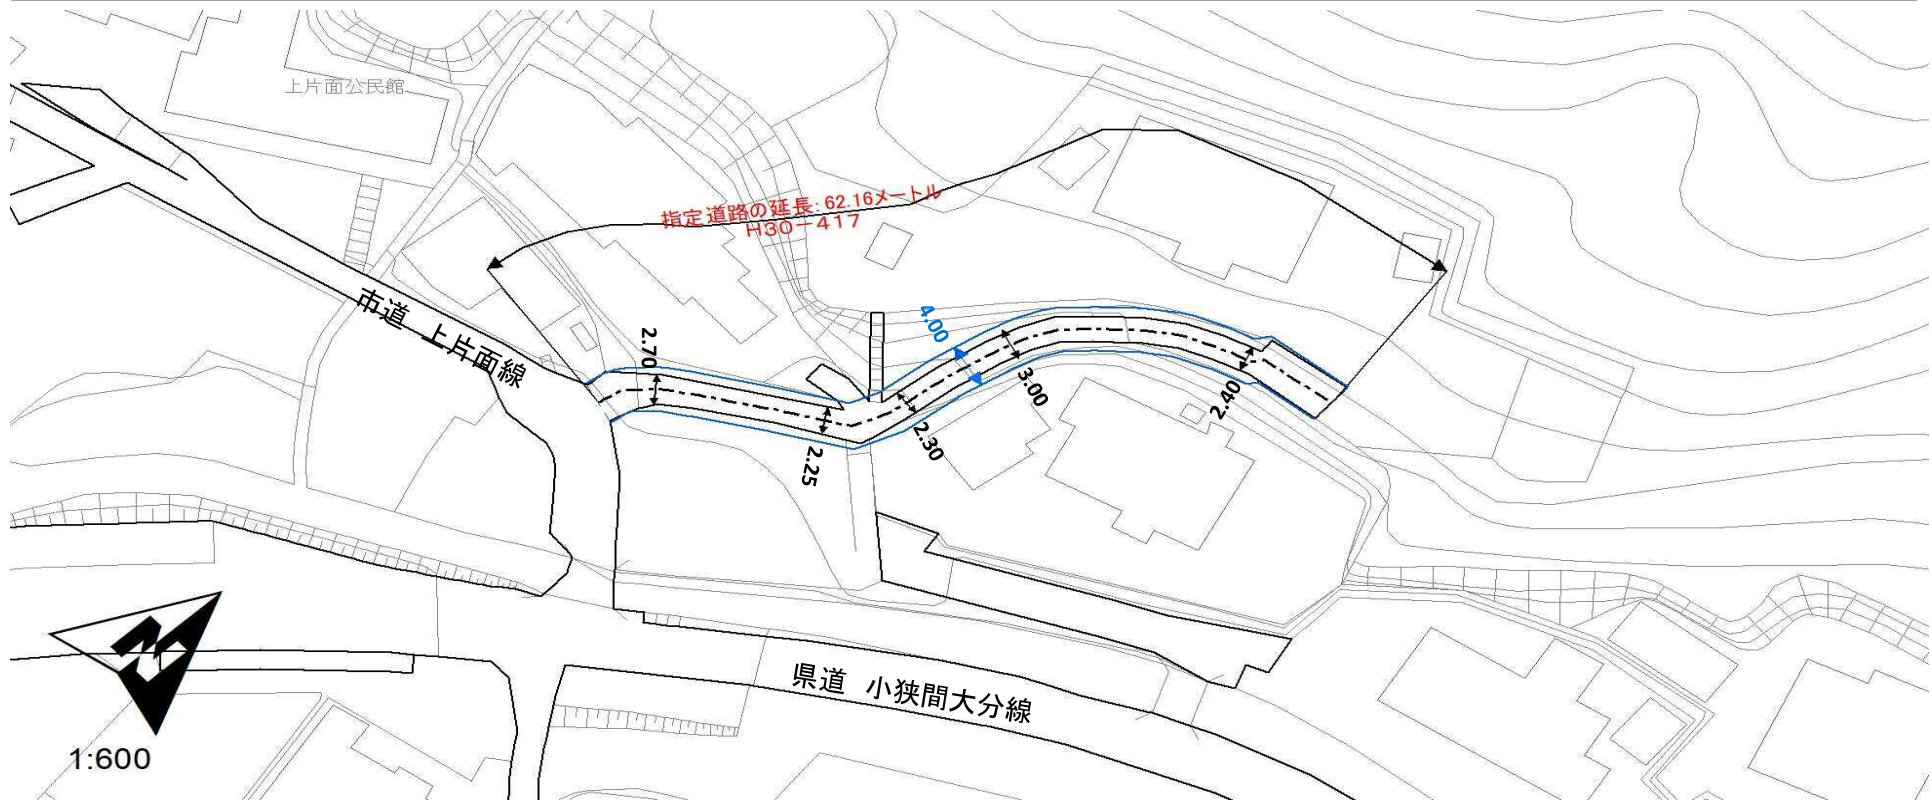 上片面公民館
指定道路の延長: 62.16メートル
H30-417
市道 上片面線
2.70
2.25
4.00
2.30
3.00
2.40
県道 小狭間大分線
N
1:600